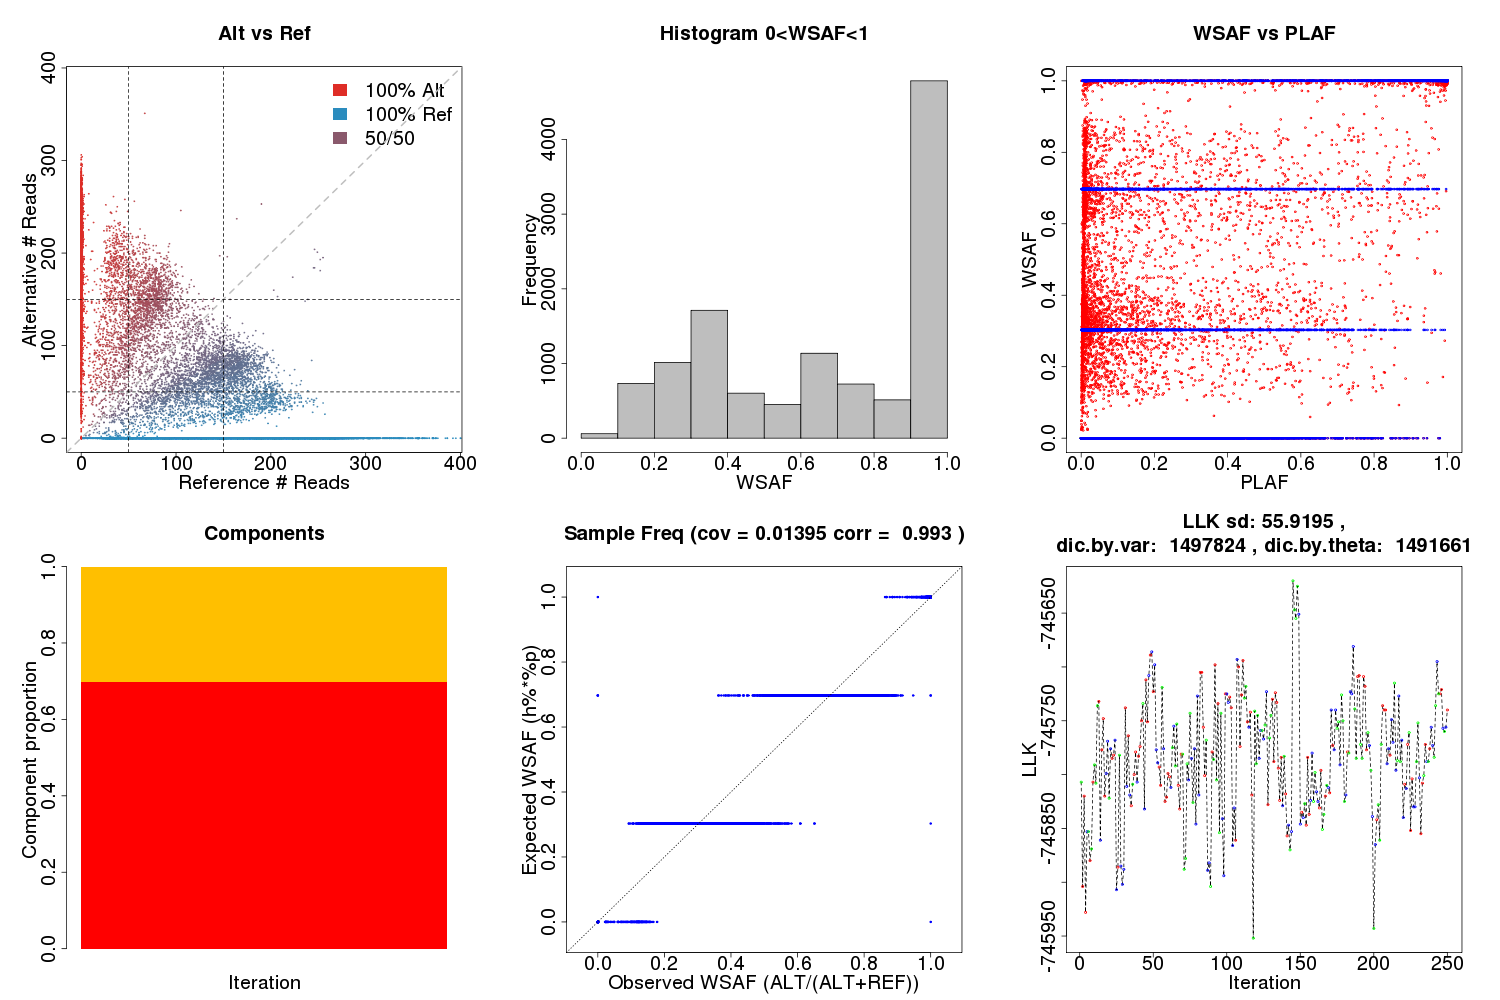 Alt vs Ref
400
300
200
100
0
Alternative # Reads
100% Alt
100% Ref
50/50
0 100 200 300 400
Reference # Reads
Histogram 0<WSAF<1
4000
3000
2000
1000
0
Frequency
0.0 0.2 0.4 0.6 0.8 1.0
WSAF
WSAF vs PLAF
1.0
0.8
0.6
0.4
0.2
0.0
WSAF
0.0 0.2 0.4 0.6 0.8 1.0
PLAF
Components
1.0
0.8
0.6
0.4
0.2
0.0
Component proportion
Iteration
Sample Freq (cov = 0.01395 corr = 0.993 )
1.0
0.8
0.6
0.4
0.2
0.0
Expected WSAF (h%*%p)
0.0 0.2 0.4 0.6 0.8 1.0
Observed WSAF (ALT/(ALT+REF))
LLK sd: 55.9195 ,
dic.by.var: 1497824 , dic.by.theta: 1491661
-745650
-745750
-745850
-745950
LLK
0 50 100 150 200 250
Iteration